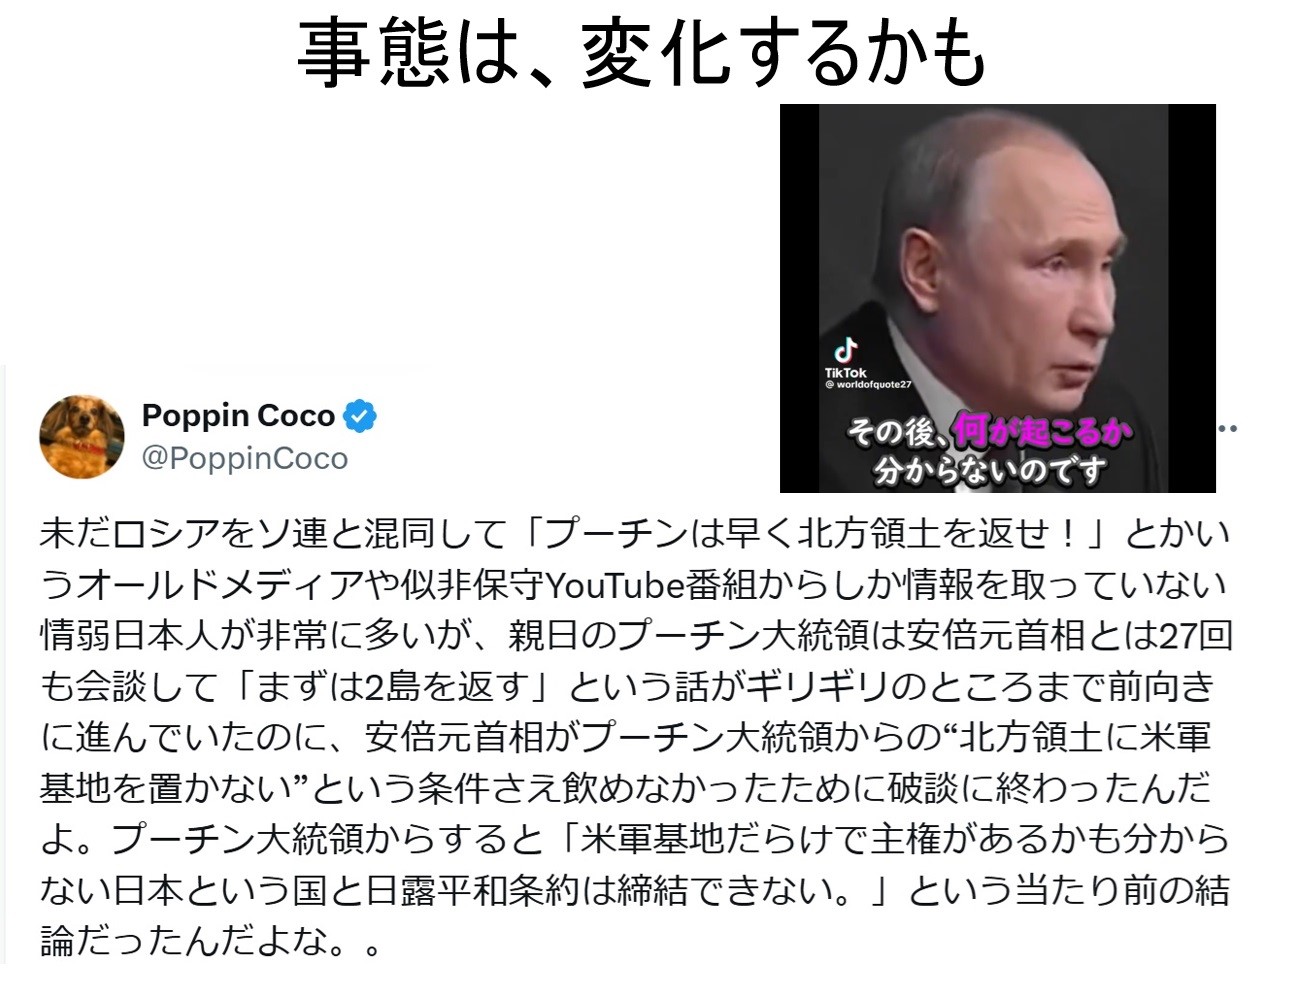 事態は、変化するかも
TikTok
@ worldofquote27
その後、何が起こるか
分からないのです
Poppin Coco
@PoppinCoco
未だロシアをソ連と混同して「プーチンは早く北方領土を返せ！」とかい
うオールドメディアや似非保守YouTube番組からしか情報を取っていない
情弱日本人が非常に多いが、親日のプーチン大統領は安倍元首相とは27回
も会談して「まずは2島を返す」という話がギリギリのところまで前向き
に進んでいたのに、安倍元首相がプーチン大統領からの“北方領土に米軍
基地を置かない”という条件さえ飲めなかったために破談に終わったんだ
よ。プーチン大統領からすると「米軍基地だらけで主権があるかも分から
ない日本という国と日露平和条約は締結できない。」という当たり前の結
論だったんだよな。。